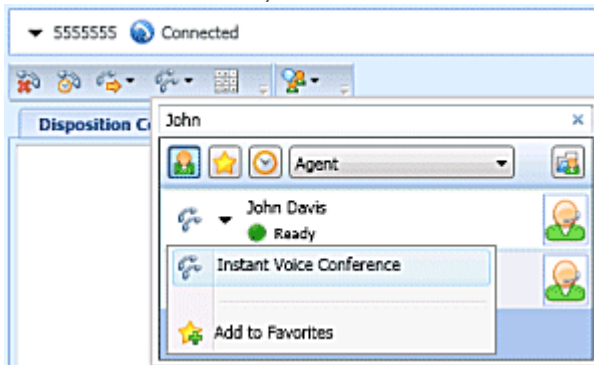 5555555 Connected
Disposition C
John
Agent
John Davis
Ready
Instant Voice Conference
Add to Favorites